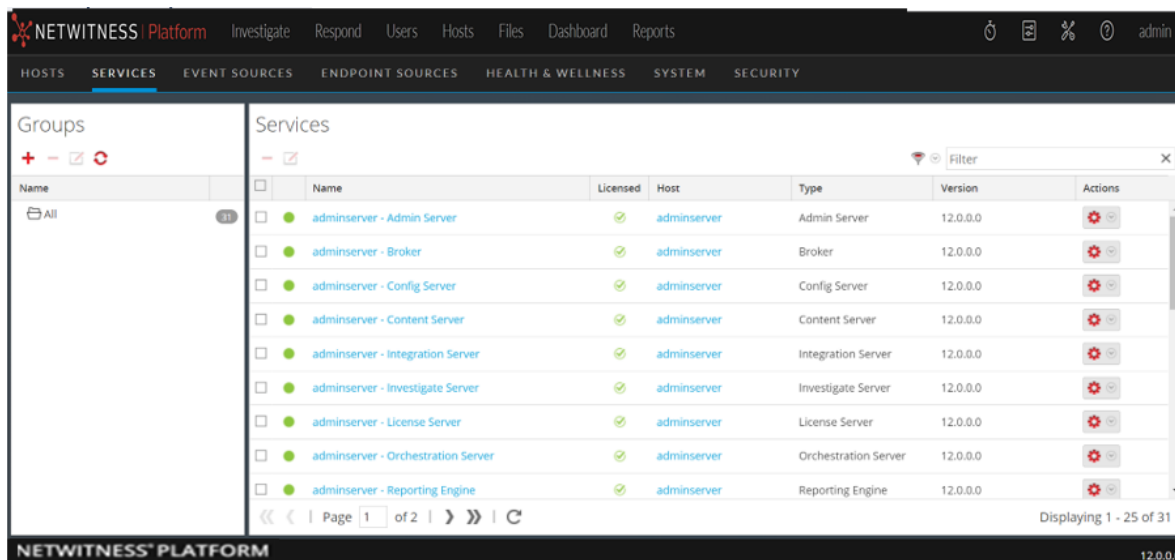 NETWITNESS | Platform Investigate Respond Users Hosts Files Dashboard Reports admin
HOSTS SERVICES EVENT SOURCES ENDPOINT SOURCES HEALTH & WELLNESS SYSTEM SECURITY
Groups
Name
All 31
Services
Filter
Name Licensed Host Type Version Actions
adminserver - Admin Server adminserver Admin Server 12.0.0.0
adminserver - Broker adminserver Broker 12.0.0.0
adminserver - Config Server adminserver Config Server 12.0.0.0
adminserver - Content Server adminserver Content Server 12.0.0.0
adminserver - Integration Server adminserver Integration Server 12.0.0.0
adminserver - Investigate Server adminserver Investigate Server 12.0.0.0
adminserver - License Server adminserver License Server 12.0.0.0
adminserver - Orchestration Server adminserver Orchestration Server 12.0.0.0
adminserver - Reporting Engine adminserver Reporting Engine 12.0.0.0
Page 1 of 2 Displaying 1 - 25 of 31
NETWITNESS® PLATFORM 12.0.0.